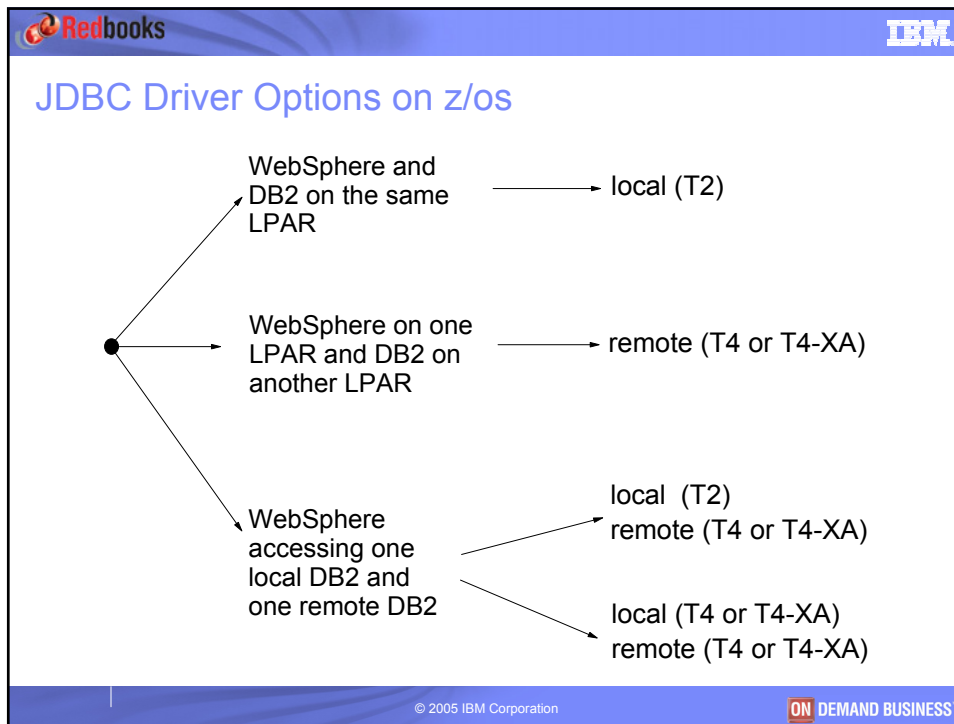 Redbooks
IBM
JDBC Driver Options on z/os
WebSphere and
DB2 on the same
LPAR
local (T2)
WebSphere on one
LPAR and DB2 on
another LPAR
remote (T4 or T4-XA)
WebSphere
accessing one
local DB2 and
one remote DB2
local (T2)
remote (T4 or T4-XA)
local (T4 or T4-XA)
remote (T4 or T4-XA)
© 2005 IBM Corporation
ON DEMAND BUSINESS